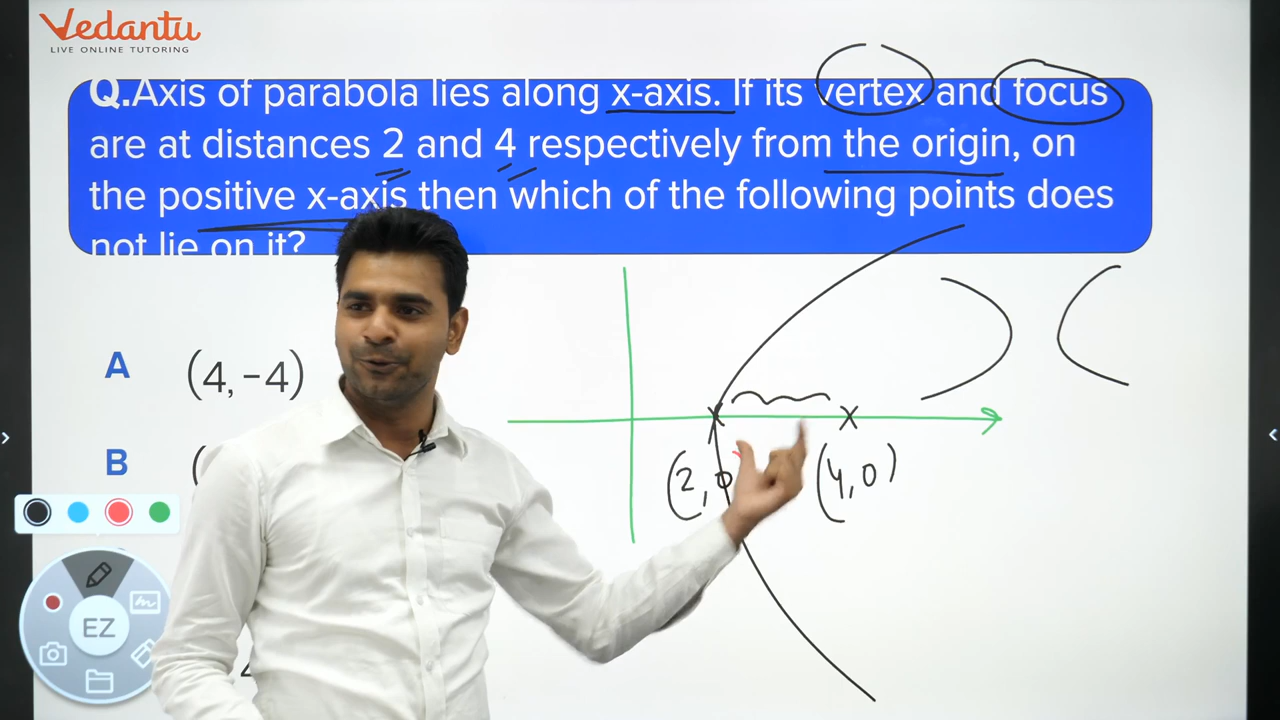 Vedantu
LIVE ONLINE TUTORING
Q.Axis of parabola lies along x-axis. If its vertex and focus
are at distances 2 and 4 respectively from the origin, on
the positive x-axis then which of the following points does
not lie on it?
A (4,-4)
B (
(2,0 (4,0)
EZ